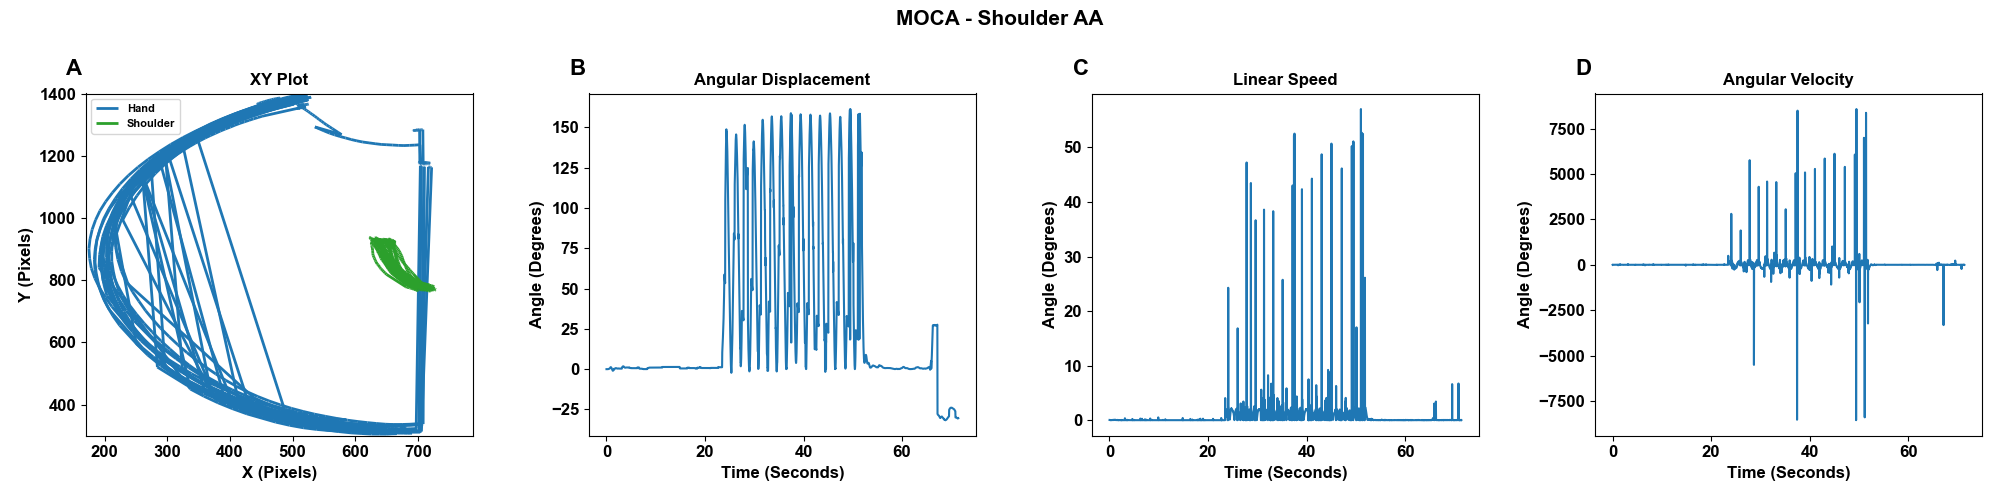 MOCA - Shoulder AA
A
XY Plot
Hand
Shoulder
1400
1200
1000
800
600
400
200
300
400
500
600
700
Y (Pixels)
X (Pixels)
B
Angular Displacement
150
125
100
75
50
25
0
−25
0
20
40
60
Angle (Degrees)
Time (Seconds)
C
Linear Speed
50
40
30
20
10
0
0
20
40
60
Angle (Degrees)
Time (Seconds)
D
Angular Velocity
7500
5000
2500
0
−2500
−5000
−7500
0
20
40
60
Angle (Degrees)
Time (Seconds)